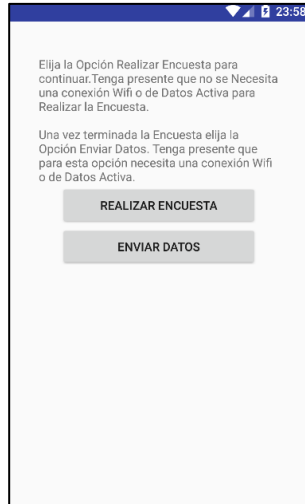 23:58
Elija la Opción Realizar Encuesta para
continuar.Tenga presente que no se Necesita
una conexión Wifi o de Datos Activa para
Realizar la Encuesta.
Una vez terminada la Encuesta elija la
Opción Enviar Datos. Tenga presente que
para esta opción necesita una conexión Wifi
o de Datos Activa.
REALIZAR ENCUESTA
ENVIAR DATOS